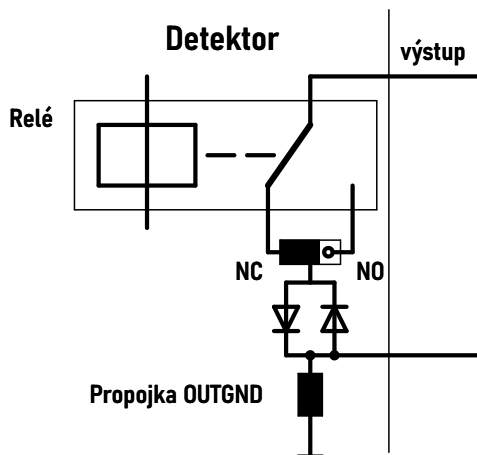 Detektor
výstup
Relé
NC
NO
Propojka OUTGND